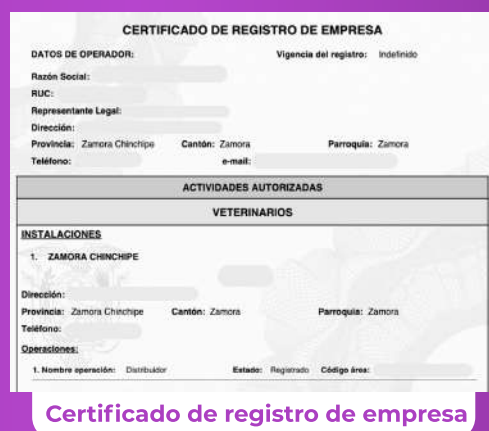 CERTIFICADO DE REGISTRO DE EMPRESA
DATOS DE OPERADOR: Vigencia del registro: Indefinido
Razón Social:
RUC:
Representante Legal:
Dirección:
Provincia: Zamora Chinchipe Cantón: Zamora Parroquia: Zamora
Teléfono: e-mail:
ACTIVIDADES AUTORIZADAS
VETERINARIOS
INSTALACIONES
1. ZAMORA CHINCHIPE
Dirección:
Provincia: Zamora Chinchipe Cantón: Zamora Parroquia: Zamora
Teléfono:
Operaciones:
1. Nombre operación: Distribuidor Estado: Registrado Código área:
Certificado de registro de empresa